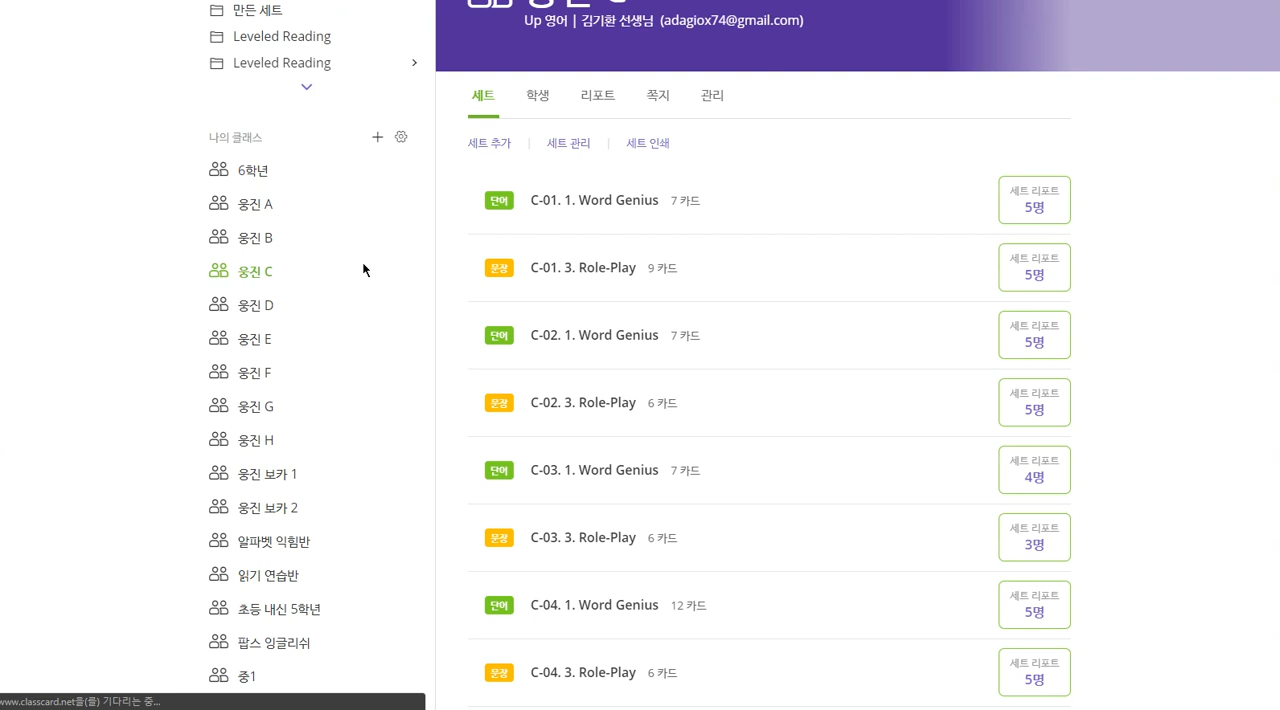 만든 세트
Leveled Reading
Leveled Reading
나의 클래스
6학년
웅진 A
웅진 B
웅진 C
웅진 D
웅진 E
웅진 F
웅진 G
웅진 H
웅진 보카 1
웅진 보카 2
알파벳 익힘반
읽기 연습반
초등 내신 5학년
팝스 잉글리쉬
중1
www.classcard.net을(를) 기다리는 중...
Up 영어 | 김기환 선생님 (adagiox74@gmail.com)
세트 학생 리포트 쪽지 관리
세트 추가 | 세트 관리 | 세트 인쇄
단어 C-01. 1. Word Genius 7 카드 세트 리포트 5명
문장 C-01. 3. Role-Play 9 카드 세트 리포트 5명
단어 C-02. 1. Word Genius 7 카드 세트 리포트 5명
문장 C-02. 3. Role-Play 6 카드 세트 리포트 5명
단어 C-03. 1. Word Genius 7 카드 세트 리포트 4명
문장 C-03. 3. Role-Play 6 카드 세트 리포트 3명
단어 C-04. 1. Word Genius 12 카드 세트 리포트 5명
문장 C-04. 3. Role-Play 6 카드 세트 리포트 5명